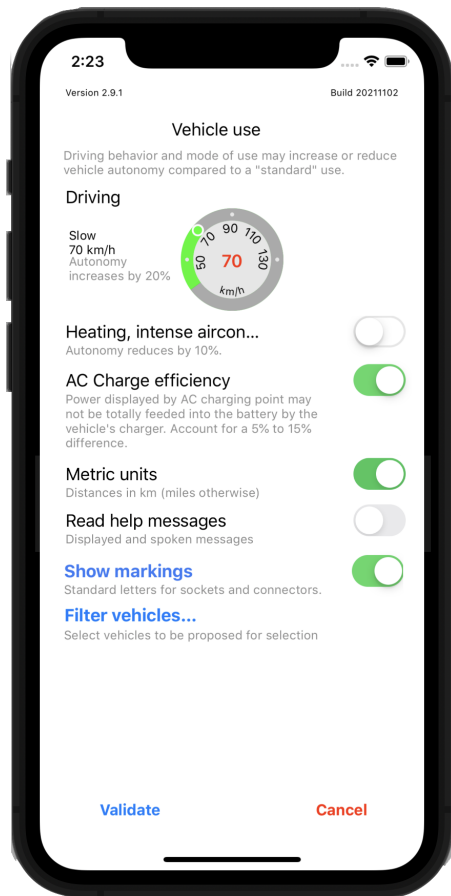 2:23
Version 2.9.1
Build 20211102
Vehicle use
Driving behavior and mode of use may increase or reduce
vehicle autonomy compared to a "standard" use.
Driving
Slow
70 km/h
Autonomy
increases by 20%
50 70 90 110 130
70
km/h
Heating, intense aircon...
Autonomy reduces by 10%.
AC Charge efficiency
Power displayed by AC charging point may
not be totally feeded into the battery by the
vehicle's charger. Account for a 5% to 15%
difference.
Metric units
Distances in km (miles otherwise)
Read help messages
Displayed and spoken messages
Show markings
Standard letters for sockets and connectors.
Filter vehicles...
Select vehicles to be proposed for selection
Validate
Cancel